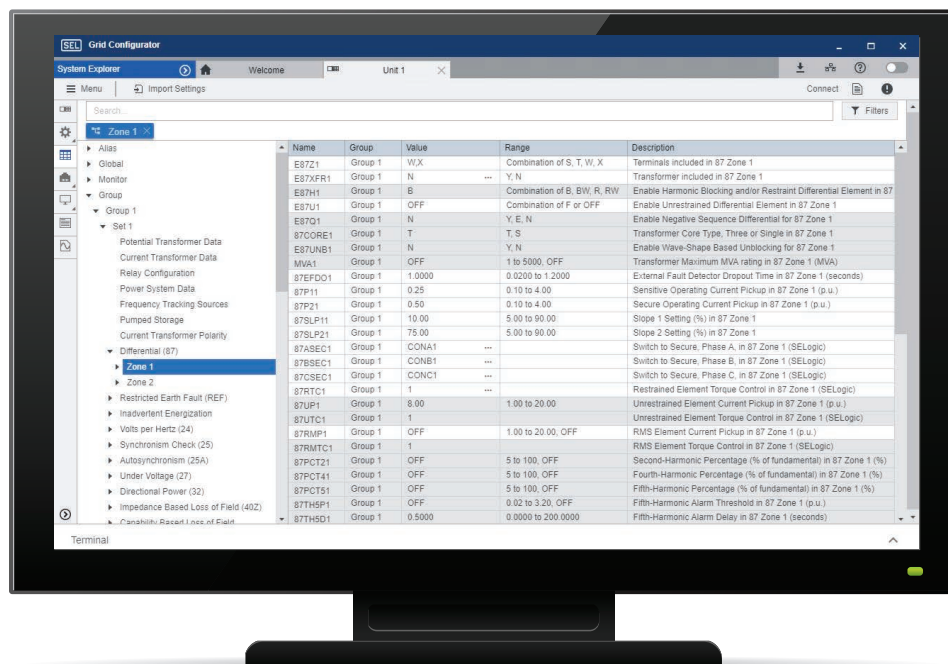 SEL Grid Configurator
System Explorer Welcome Unit 1
Menu Import Settings Connect
Search... Filters
Zone 1
Alias
Global
Monitor
Group
Group 1
Set 1
Potential Transformer Data
Current Transformer Data
Relay Configuration
Power System Data
Frequency Tracking Sources
Pumped Storage
Current Transformer Polarity
Differential (87)
Zone 1
Zone 2
Restricted Earth Fault (REF)
Inadvertent Energization
Volts per Hertz (24)
Synchronism Check (25)
Autosynchronism (25A)
Under Voltage (27)
Directional Power (32)
Impedance Based Loss of Field (40Z)
Capability Based Loss of Field
Name Group Value Range Description
E87Z1 Group 1 W,X Combination of S, T, W, X Terminals included in 87 Zone 1
E87XFR1 Group 1 N ... Y, N Transformer included in 87 Zone 1
E87H1 Group 1 B Combination of B, BW, R, RW Enable Harmonic Blocking and/or Restraint Differential Element in 87
E87U1 Group 1 OFF Combination of F or OFF Enable Unrestrained Differential Element in 87 Zone 1
E87Q1 Group 1 N Y, E, N Enable Negative Sequence Differential for 87 Zone 1
87CORE1 Group 1 T T, S Transformer Core Type, Three or Single in 87 Zone 1
E87UNB1 Group 1 N Y, N Enable Wave-Shape Based Unblocking for 87 Zone 1
MVA1 Group 1 OFF 1 to 5000, OFF Transformer Maximum MVA rating in 87 Zone 1 (MVA)
87EFDO1 Group 1 1.0000 0.0200 to 1.2000 External Fault Detector Dropout Time in 87 Zone 1 (seconds)
87P11 Group 1 0.25 0.10 to 4.00 Sensitive Operating Current Pickup in 87 Zone 1 (p.u.)
87P21 Group 1 0.50 0.10 to 4.00 Secure Operating Current Pickup in 87 Zone 1 (p.u.)
87SLP11 Group 1 10.00 5.00 to 90.00 Slope 1 Setting (%) in 87 Zone 1
87SLP21 Group 1 75.00 5.00 to 90.00 Slope 2 Setting (%) in 87 Zone 1
87ASEC1 Group 1 CONA1 ... Switch to Secure, Phase A, in 87 Zone 1 (SELogic)
87BSEC1 Group 1 CONB1 ... Switch to Secure, Phase B, in 87 Zone 1 (SELogic)
87CSEC1 Group 1 CONC1 ... Switch to Secure, Phase C, in 87 Zone 1 (SELogic)
87RTC1 Group 1 1 ... Restrained Element Torque Control in 87 Zone 1 (SELogic)
87UP1 Group 1 8.00 1.00 to 20.00 Unrestrained Element Current Pickup in 87 Zone 1 (p.u.)
87UTC1 Group 1 1 Unrestrained Element Torque Control in 87 Zone 1 (SELogic)
87RMP1 Group 1 OFF 1.00 to 20.00, OFF RMS Element Current Pickup in 87 Zone 1 (p.u.)
87RMTC1 Group 1 1 RMS Element Torque Control in 87 Zone 1 (SELogic)
87PCT21 Group 1 OFF 5 to 100, OFF Second-Harmonic Percentage (% of fundamental) in 87 Zone 1 (%)
87PCT41 Group 1 OFF 5 to 100, OFF Fourth-Harmonic Percentage (% of fundamental) in 87 Zone 1 (%)
87PCT51 Group 1 OFF 5 to 100, OFF Fifth-Harmonic Percentage (% of fundamental) in 87 Zone 1 (%)
87TH5P1 Group 1 OFF 0.02 to 3.20, OFF Fifth-Harmonic Alarm Threshold in 87 Zone 1 (p.u.)
87TH5D1 Group 1 0.5000 0.0000 to 200.0000 Fifth-Harmonic Alarm Delay in 87 Zone 1 (seconds)
Terminal